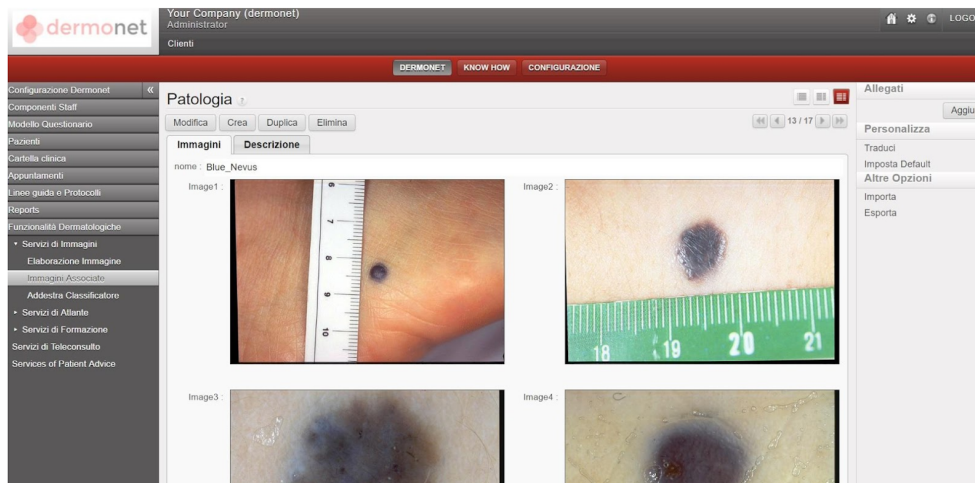 dermonet
Your Company (dermonet)
Administrator
LOGO
Clienti
DERMONET KNOW HOW CONFIGURAZIONE
Configurazione Dermonet «
Componenti Staff
Modello Questionario
Pazienti
Cartella clinica
Appuntamenti
Linee guida e Protocolli
Reports
Funzionalità Dermatologiche
Servizi di Immagini
Elaborazione Immagine
Immagini Associate
Addestra Classificatore
Servizi di Atlante
Servizi di Formazione
Servizi di Teleconsulto
Services of Patient Advice
Patologia ?
Modifica Crea Duplica Elimina
13 / 17
Immagini Descrizione
nome : Blue_Nevus
Image1 :
6
7
8
9
10
Image2 :
18 19 20 21
Image3 :
Image4 :
Allegati
Aggiu
Personalizza
Traduci
Imposta Default
Altre Opzioni
Importa
Esporta